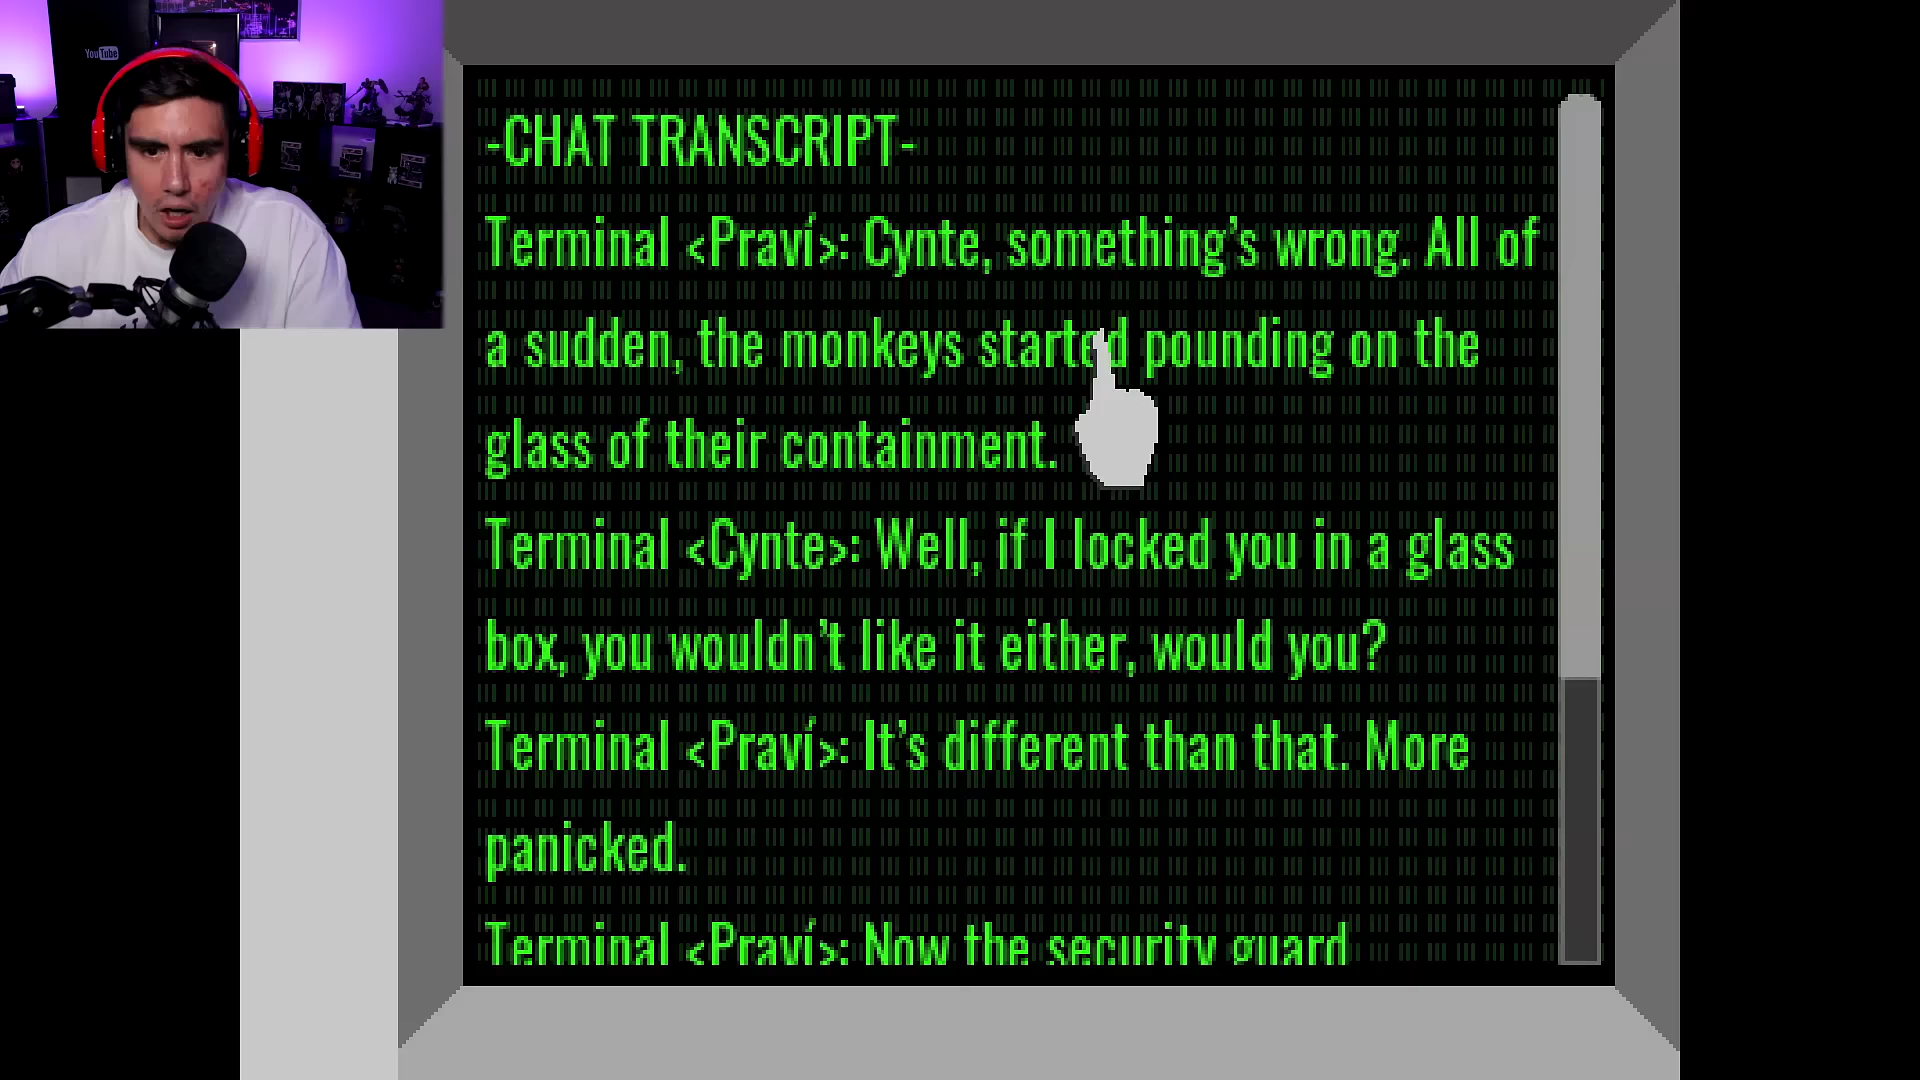 YouTube
-CHAT TRANSCRIPT-
Terminal <Praví>: Cynte, something's wrong. All of
a sudden, the monkeys started pounding on the
glass of their containment.
Terminal <Cynte>: Well, if I locked you in a glass
box, you wouldn't like it either, would you?
Terminal <Praví>: It's different than that. More
panicked.
Terminal <Praví>: Now the security guard